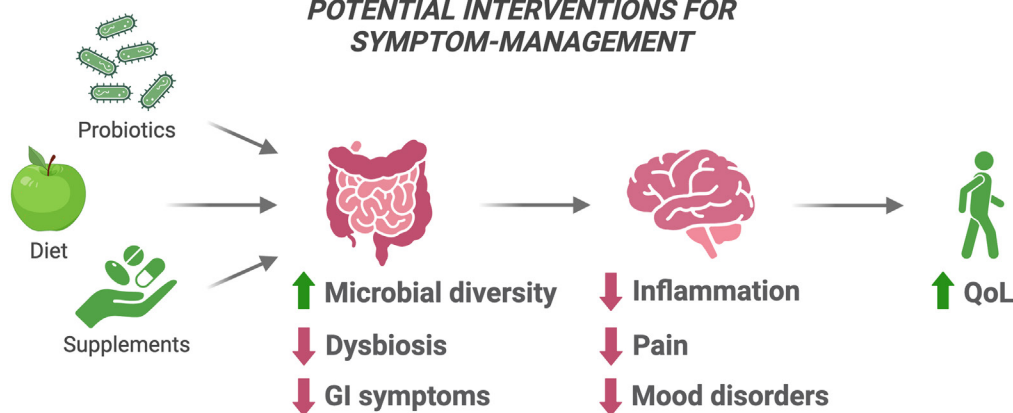 POTENTIAL INTERVENTIONS FOR
SYMPTOM-MANAGEMENT
Probiotics
Diet
Supplements
Microbial diversity
Dysbiosis
GI symptoms
Inflammation
Pain
Mood disorders
QoL